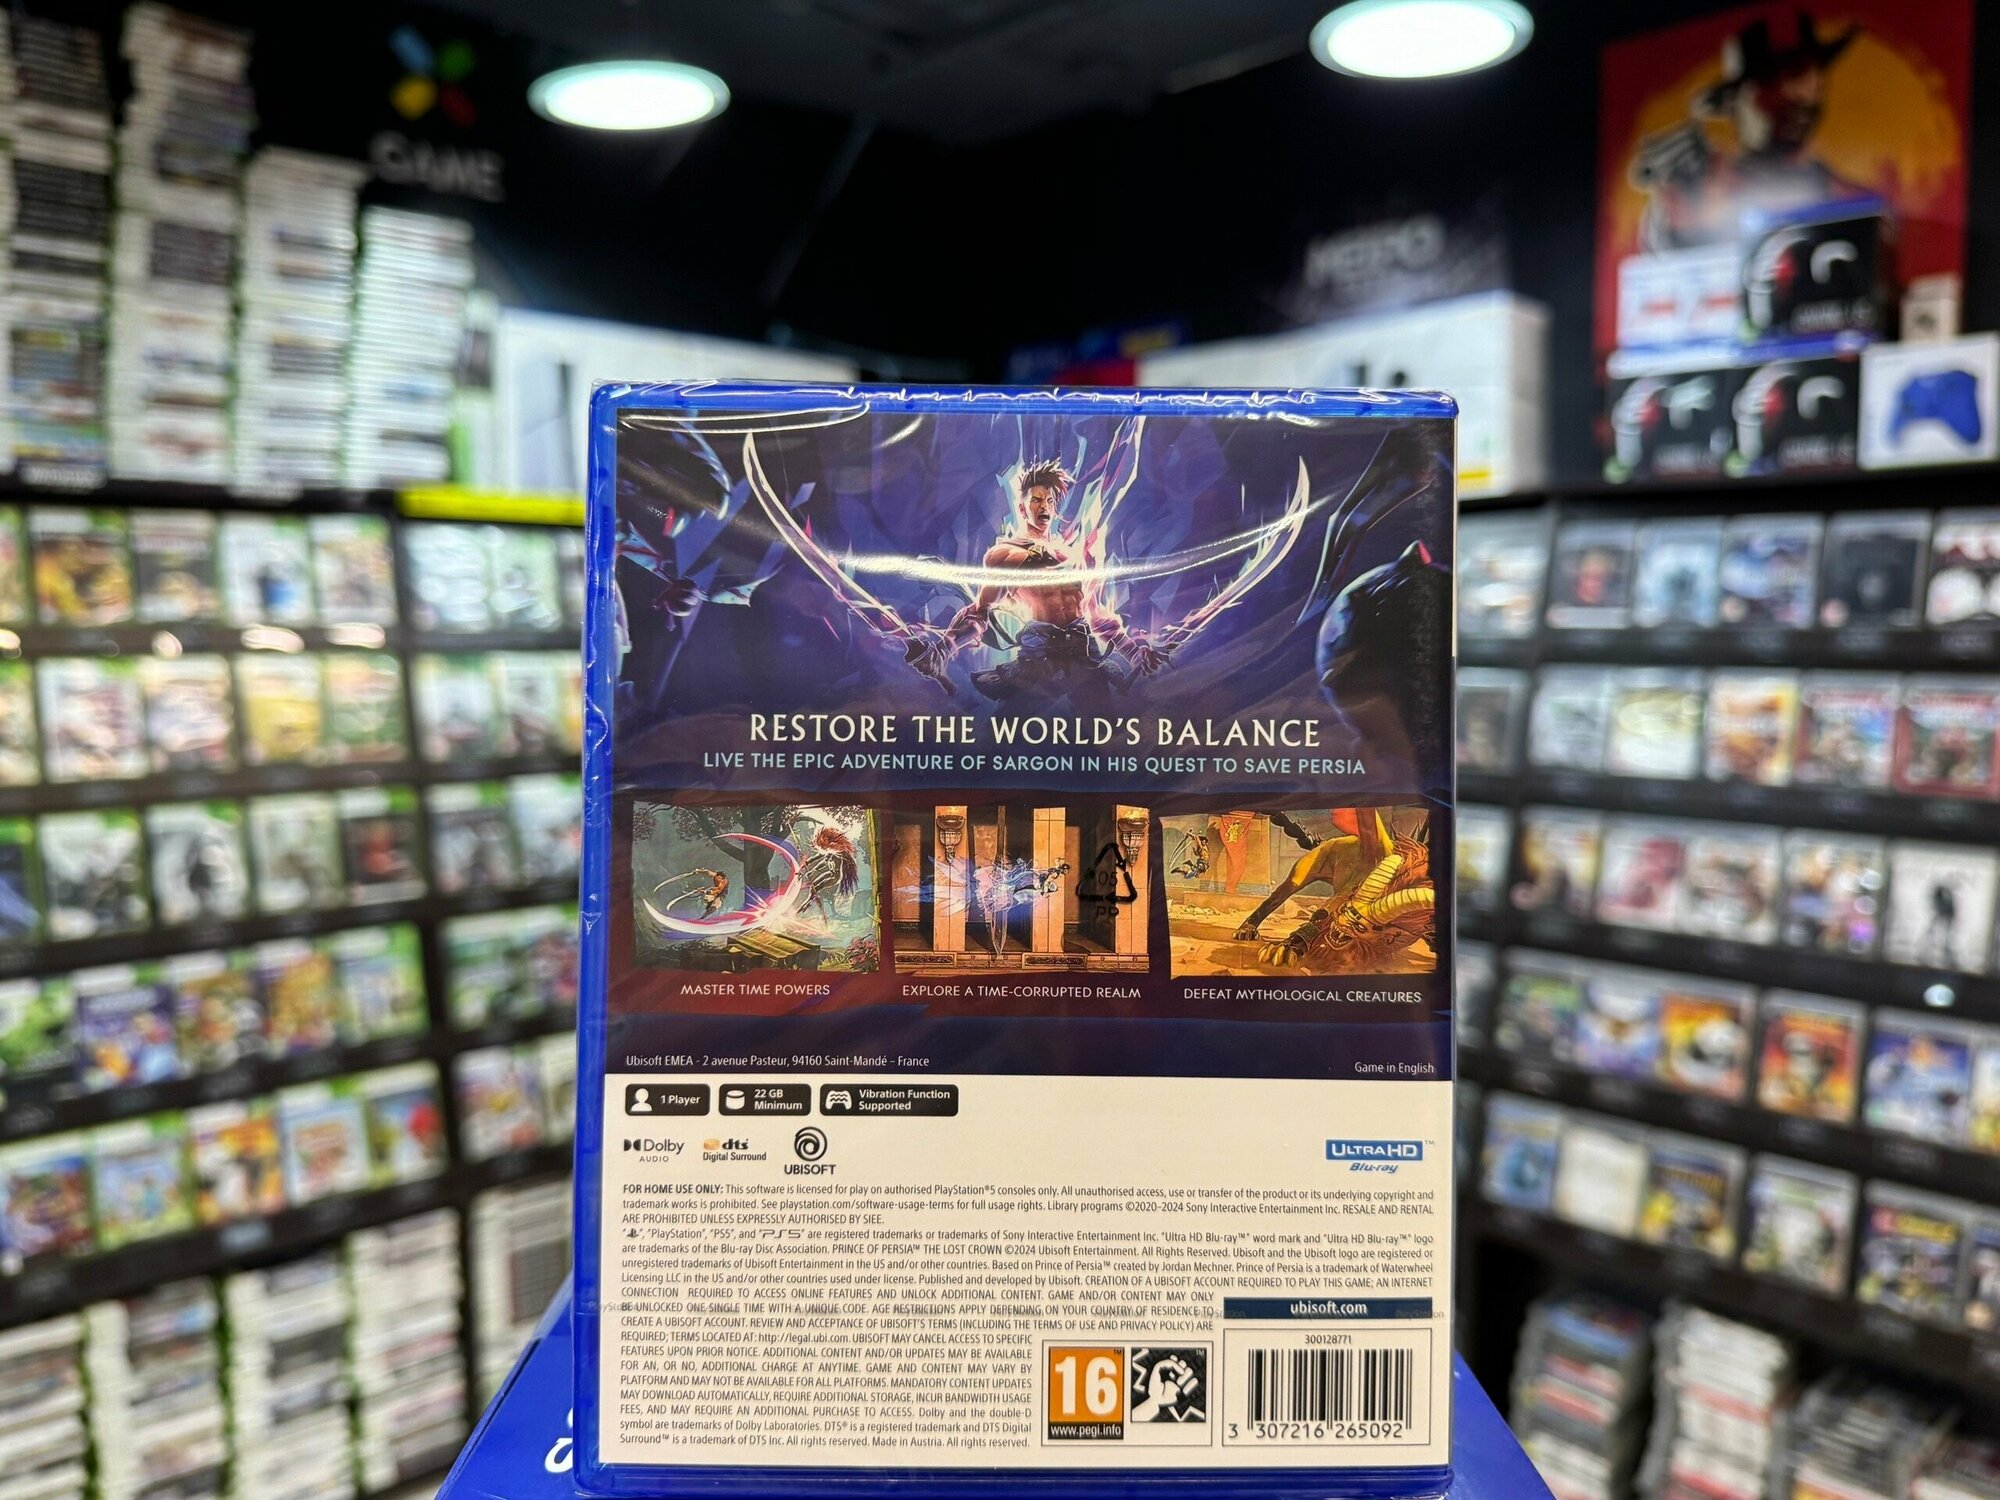 GAME
RESTORE THE WORLD'S BALANCE
LIVE THE EPIC ADVENTURE OF SARGON IN HIS QUEST TO SAVE PERSIA
05
PP
MASTER TIME POWERS
EXPLORE A TIME-CORRUPTED REALM
DEFEAT MYTHOLOGICAL CREATURES
Ubisoft EMEA - 2 avenue Pasteur, 94160 Saint-Mandé – France
Game in English
1 Player
22 GB
Minimum
Vibration Function
Supported
Dolby
AUDIO
dts
Digital Surround
UBISOFT
ULTRA HD™
Blu-ray
FOR HOME USE ONLY: This software is licensed for play on authorised PlayStation®5 consoles only. All unauthorised access, use or transfer of the product or its underlying copyright and
trademark works is prohibited. See playstation.com/software-usage-terms for full usage rights. Library programs ©2020-2024 Sony Interactive Entertainment Inc. RESALE AND RENTAL
ARE PROHIBITED UNLESS EXPRESSLY AUTHORISED BY SIEE.
"PlayStation", "PS5", and "PS5" are registered trademarks or trademarks of Sony Interactive Entertainment Inc. "Ultra HD Blu-ray™" word mark and "Ultra HD Blu-ray™" logo
are trademarks of the Blu-ray Disc Association. PRINCE OF PERSIA™ THE LOST CROWN ©2024 Ubisoft Entertainment. All Rights Reserved. Ubisoft and the Ubisoft logo are registered or
unregistered trademarks of Ubisoft Entertainment in the US and/or other countries. Based on Prince of Persia™ created by Jordan Mechner. Prince of Persia is a trademark of Waterwheel
Licensing LLC in the US and/or other countries used under license. Published and developed by Ubisoft. CREATION OF A UBISOFT ACCOUNT REQUIRED TO PLAY THIS GAME; AN INTERNET
CONNECTION REQUIRED TO ACCESS ONLINE FEATURES AND UNLOCK ADDITIONAL CONTENT. GAME AND/OR CONTENT MAY ONLY
BE UNLOCKED ONE SINGLE TIME WITH A UNIQUE CODE. AGE RESTRICTIONS APPLY DEPENDING ON YOUR COUNTRY OF RESIDENCE TO
CREATE A UBISOFT ACCOUNT. REVIEW AND ACCEPTANCE OF UBISOFT'S TERMS (INCLUDING THE TERMS OF USE AND PRIVACY POLICY) ARE
REQUIRED; TERMS LOCATED AT: http://legal.ubi.com. UBISOFT MAY CANCEL ACCESS TO SPECIFIC
FEATURES UPON PRIOR NOTICE. ADDITIONAL CONTENT AND/OR UPDATES MAY BE AVAILABLE
FOR AN, OR NO, ADDITIONAL CHARGE AT ANYTIME. GAME AND CONTENT MAY VARY BY
PLATFORM AND MAY NOT BE AVAILABLE FOR ALL PLATFORMS. MANDATORY CONTENT UPDATES
MAY DOWNLOAD AUTOMATICALLY, REQUIRE ADDITIONAL STORAGE, INCUR BANDWIDTH USAGE
FEES, AND MAY REQUIRE AN ADDITIONAL PURCHASE TO ACCESS. Dolby and the double-D
symbol are trademarks of Dolby Laboratories. DTS® is a registered trademark and DTS Digital
Surround™ is a trademark of DTS Inc. All rights reserved. Made in Austria. All rights reserved.
ubisoft.com
300128771
16
www.pegi.info
3 307216 265092